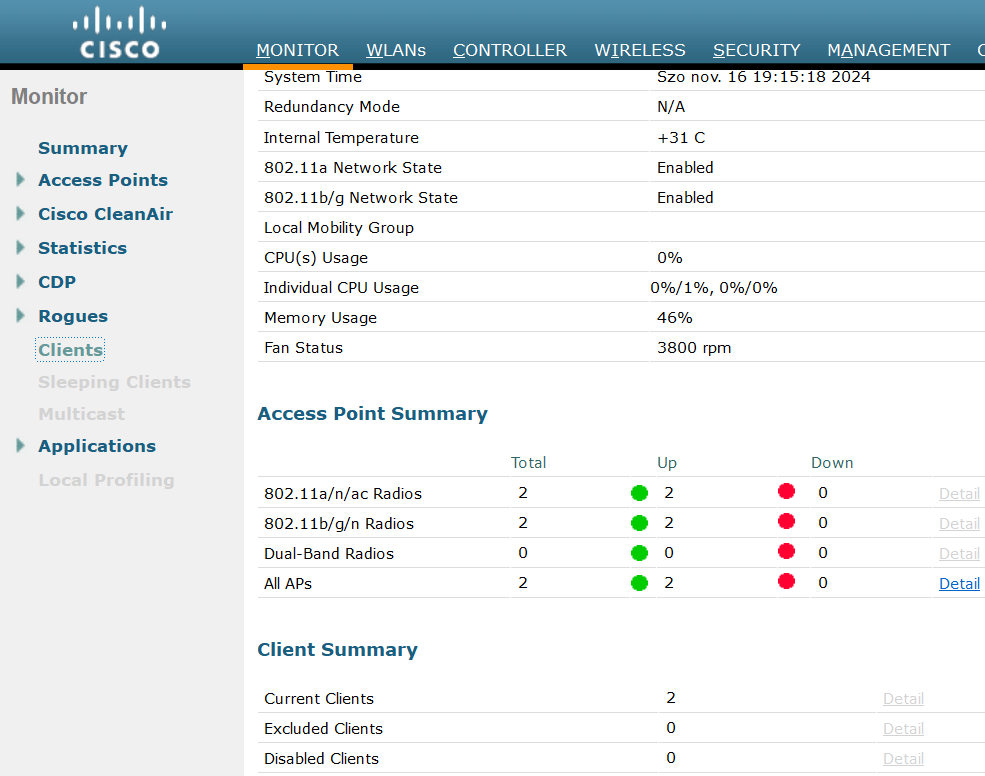 CISCO
MONITOR WLANs CONTROLLER WIRELESS SECURITY MANAGEMENT C
Monitor
Summary
Access Points
Cisco CleanAir
Statistics
CDP
Rogues
Clients
Sleeping Clients
Multicast
Applications
Local Profiling
System Time Szo nov. 16 19:15:18 2024
Redundancy Mode N/A
Internal Temperature +31 C
802.11a Network State Enabled
802.11b/g Network State Enabled
Local Mobility Group
CPU(s) Usage 0%
Individual CPU Usage 0%/1%, 0%/0%
Memory Usage 46%
Fan Status 3800 rpm
Access Point Summary
Total Up Down
802.11a/n/ac Radios 2 2 0 Detail
802.11b/g/n Radios 2 2 0 Detail
Dual-Band Radios 0 0 0 Detail
All APs 2 2 0 Detail
Client Summary
Current Clients 2 Detail
Excluded Clients 0 Detail
Disabled Clients 0 Detail